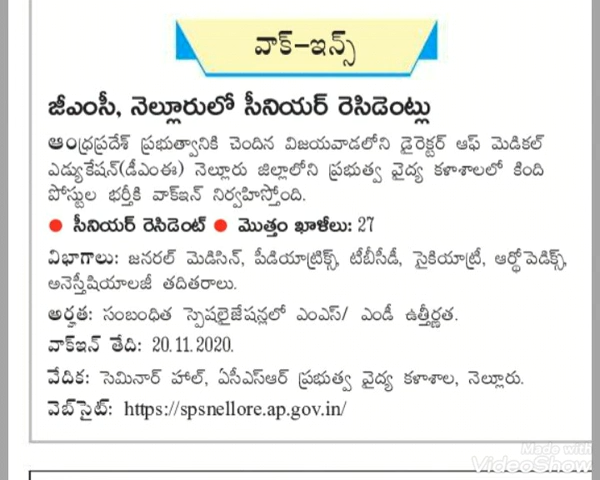 వాక్-ఇన్స్
జీఎంసీ, నెల్లూరులో సీనియర్ రెసిడెంట్లు
ఆంధ్రప్రదేశ్ ప్రభుత్వానికి చెందిన విజయవాడలోని డైరెక్టర్ ఆఫ్ మెడికల్
ఎడ్యుకేషన్(డీఎంఈ) నెల్లూరు జిల్లాలోని ప్రభుత్వ వైద్య కళాశాలలో కింది
పోస్టుల భర్తీకి వాక్ఇన్ నిర్వహిస్తోంది.
● సీనియర్ రెసిడెంట్ ● మొత్తం ఖాళీలు: 27
విభాగాలు: జనరల్ మెడిసిన్, పీడియాట్రిక్స్, టీబీసీడీ, సైకియాట్రీ, ఆర్థోపెడిక్స్,
అనెస్తీషియాలజీ తదితరాలు.
అర్హత: సంబంధిత స్పెషలైజేషన్లలో ఎంఎస్/ ఎండీ ఉత్తీర్ణత.
వాక్ఇన్ తేది: 20.11.2020.
వేదిక: సెమినార్ హాల్, ఏసీఎస్ఆర్ ప్రభుత్వ వైద్య కళాశాల, నెల్లూరు.
వెబ్‌సైట్: https://spsnellore.ap.gov.in/
Made with
VideoShow